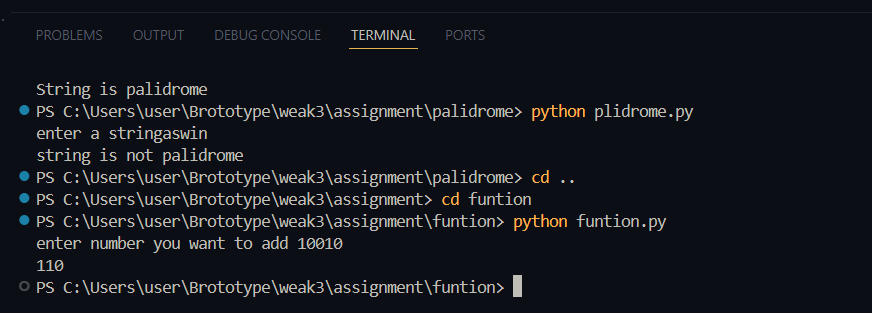 PROBLEMS OUTPUT DEBUG CONSOLE TERMINAL PORTS
String is palidrome
PS C:\Users\user\Brototype\weak3\assignment\palidrome> python plidrome.py
enter a stringaswin
string is not palidrome
PS C:\Users\user\Brototype\weak3\assignment\palidrome> cd ..
PS C:\Users\user\Brototype\weak3\assignment> cd funtion
PS C:\Users\user\Brototype\weak3\assignment\funtion> python funtion.py
enter number you want to add 10010
110
PS C:\Users\user\Brototype\weak3\assignment\funtion>